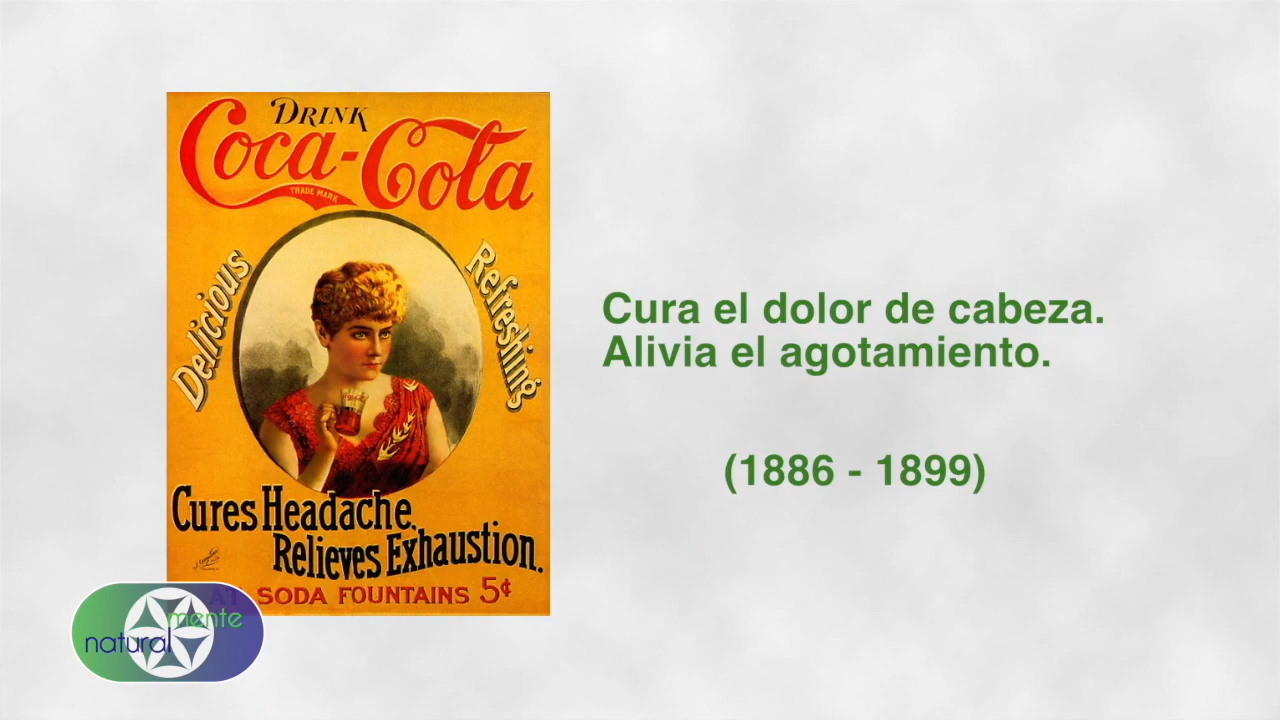 DRINK
Coca-Cola
TRADE MARK
Delicious
Refreshing
Cures Headache.
Relieves Exhaustion.
AT SODA FOUNTAINS 5¢
Cura el dolor de cabeza.
Alivia el agotamiento.
(1886 - 1899)
mente
natural